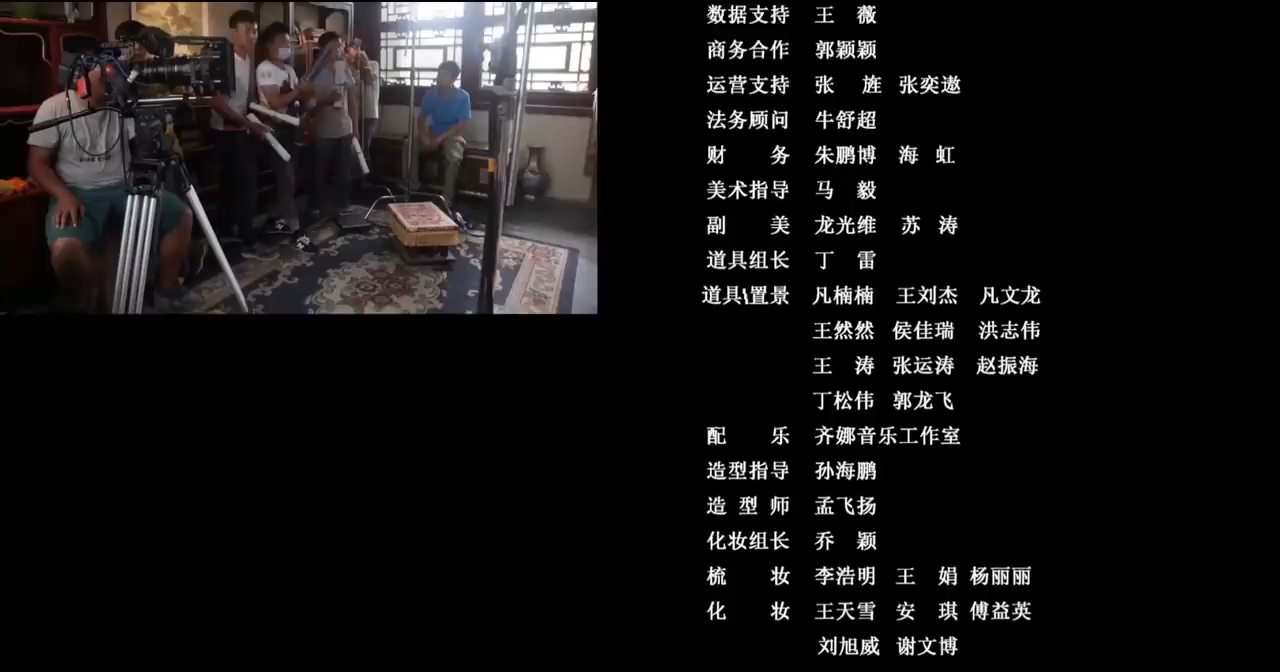 数据支持 王 薇
商务合作 郭颖颖
运营支持 张 旌 张奕遨
法务顾问 牛舒超
财 务 朱鹏博 海 虹
美术指导 马 毅
副 美 龙光维 苏 涛
道具组长 丁 雷
道具\置景 凡楠楠 王刘杰 凡文龙
王然然 侯佳瑞 洪志伟
王 涛 张运涛 赵振海
丁松伟 郭龙飞
配 乐 齐娜音乐工作室
造型指导 孙海鹏
造 型 师 孟飞扬
化妆组长 乔 颖
梳 妆 李浩明 王 娟 杨丽丽
化 妆 王天雪 安 琪 傅益英
刘旭威 谢文博